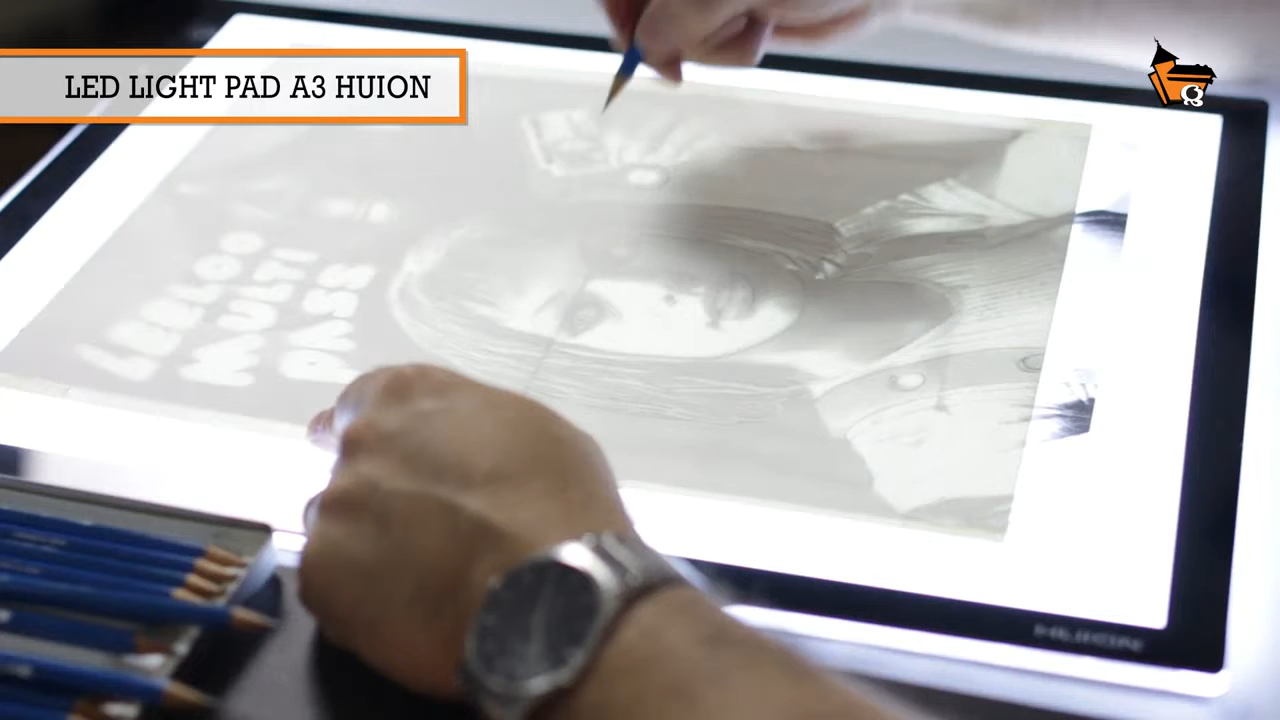 LED LIGHT PAD A3 HUION
LEELOO
MULTI
PASS
HUION